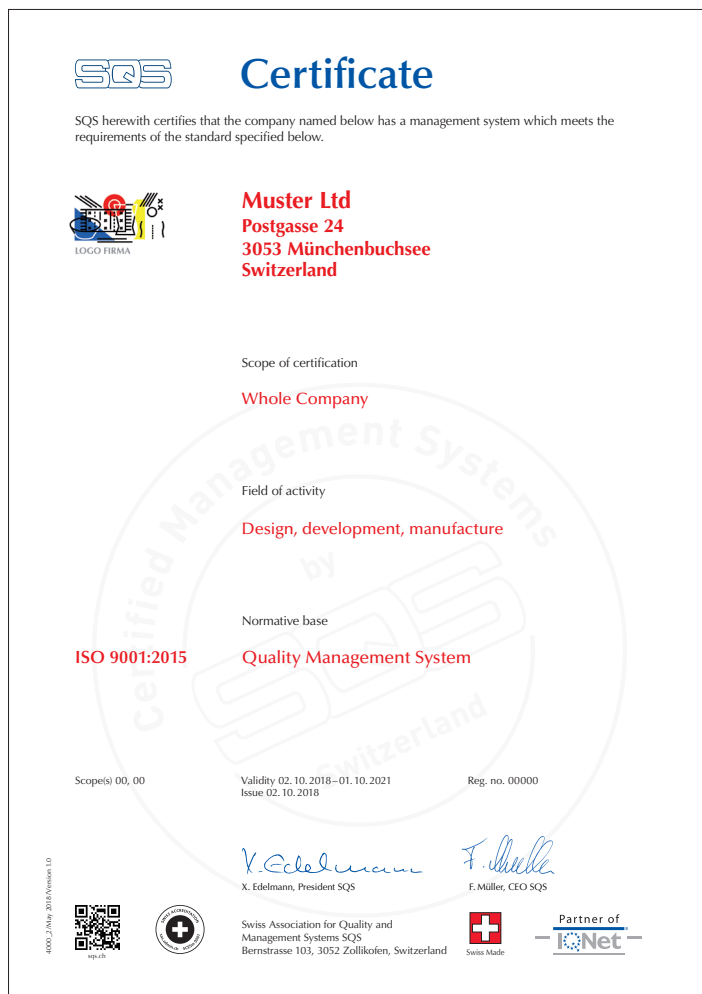 SQS
Certificate
SQS herewith certifies that the company named below has a management system which meets the
requirements of the standard specified below.
LOGO FIRMA
Muster Ltd
Postgasse 24
3053 Münchenbuchsee
Switzerland
Scope of certification
Whole Company
Field of activity
Design, development, manufacture
Normative base
ISO 9001:2015
Quality Management System
Certified Management Systems
by
SQS
Switzerland
Scope(s) 00, 00
Validity 02. 10. 2018–01. 10. 2021
Issue 02. 10. 2018
Reg. no. 00000
X. Edelmann
F. Müller
X. Edelmann, President SQS
F. Müller, CEO SQS
4000_2/May 2018/Version 1.0
sqs.ch
SWISS ACCREDITATION
Swiss Association for Quality and
Management Systems SQS
Bernstrasse 103, 3052 Zollikofen, Switzerland
Swiss Made
Partner of
IQNet